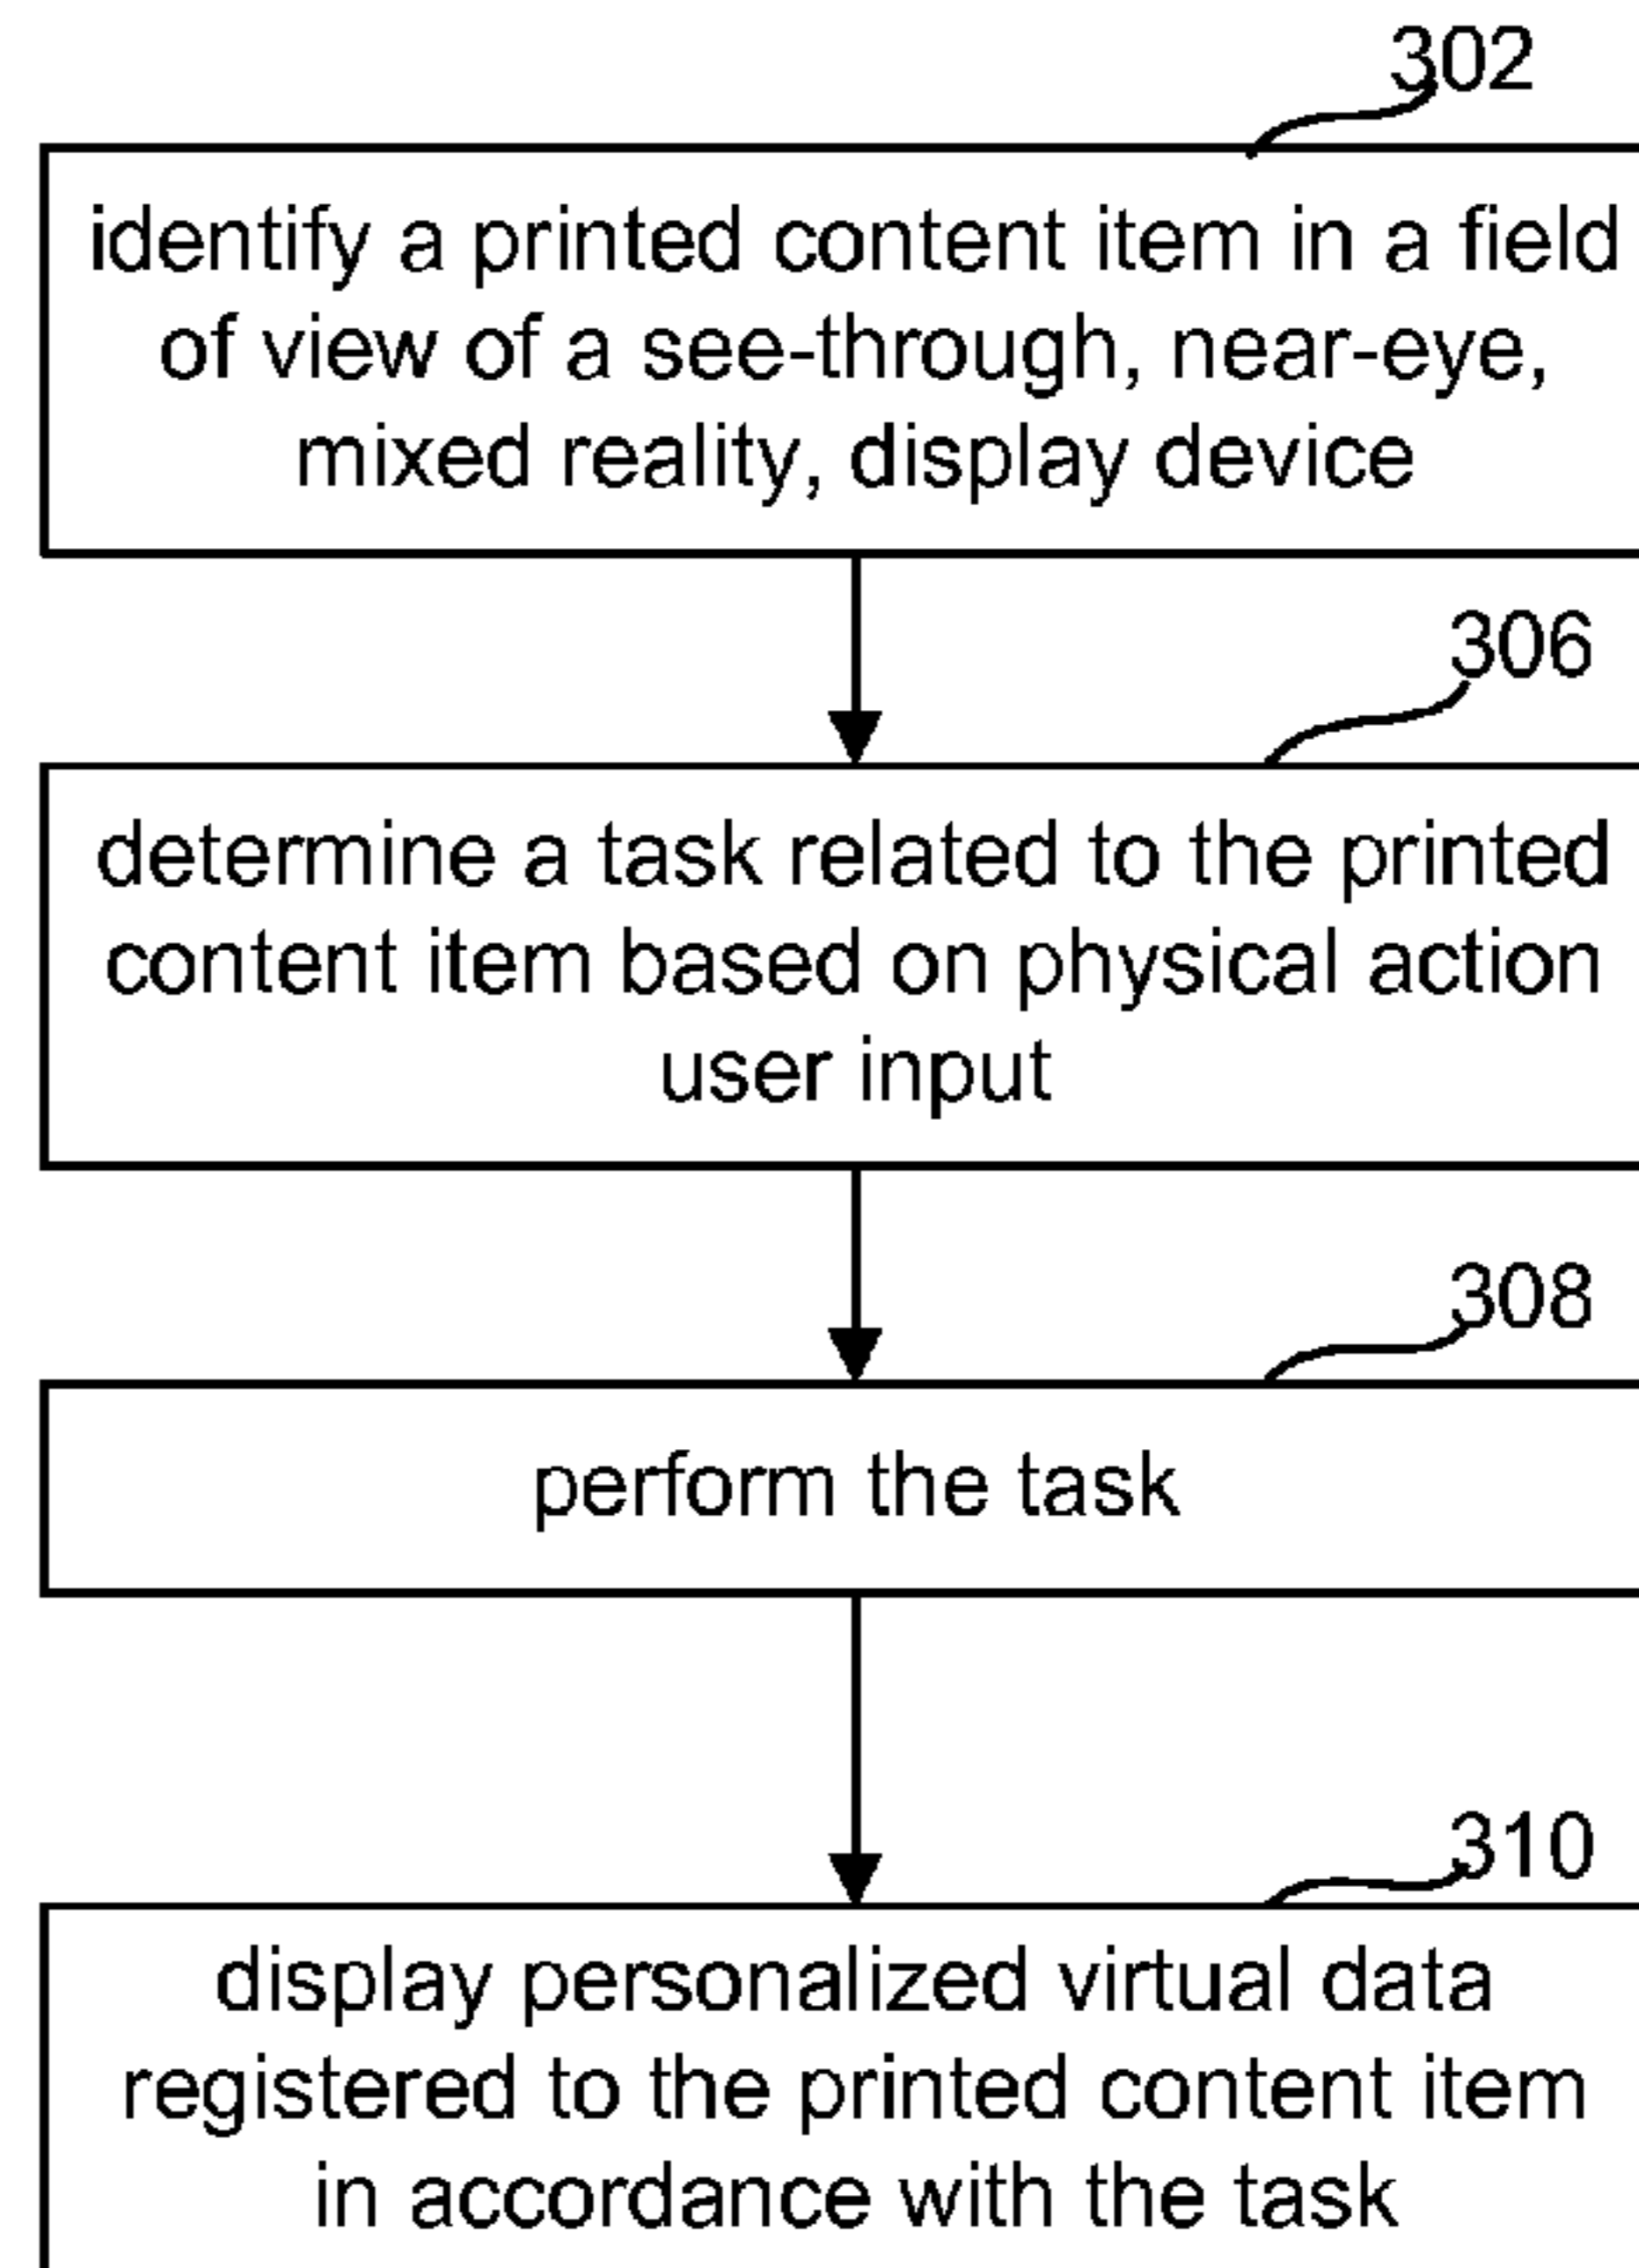 302
identify a printed content item in a field
of view of a see-through, near-eye,
mixed reality, display device
306
determine a task related to the printed
content item based on physical action
user input
308
perform the task
310
display personalized virtual data
registered to the printed content item
in accordance with the task